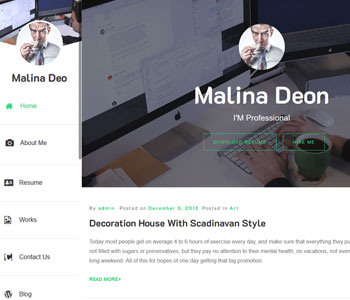 Malina Deo
Home
About Me
Resume
Works
Contact Us
Blog
Malina Deon
I'M Professional
DOWNLOAD RESUME
HIRE ME
By admin Posted on December 5, 2019 Posted in Art
Decoration House With Scadinavan Style
Today most people get on average 4 to 6 hours of exercise every day, and make sure that everything they pu
not filled with sugars or preservatives, but they pay no attention to their mental health, no vacations, not even
long weekend. All of this for hopes of one day getting that big promotion.
READ MORE+